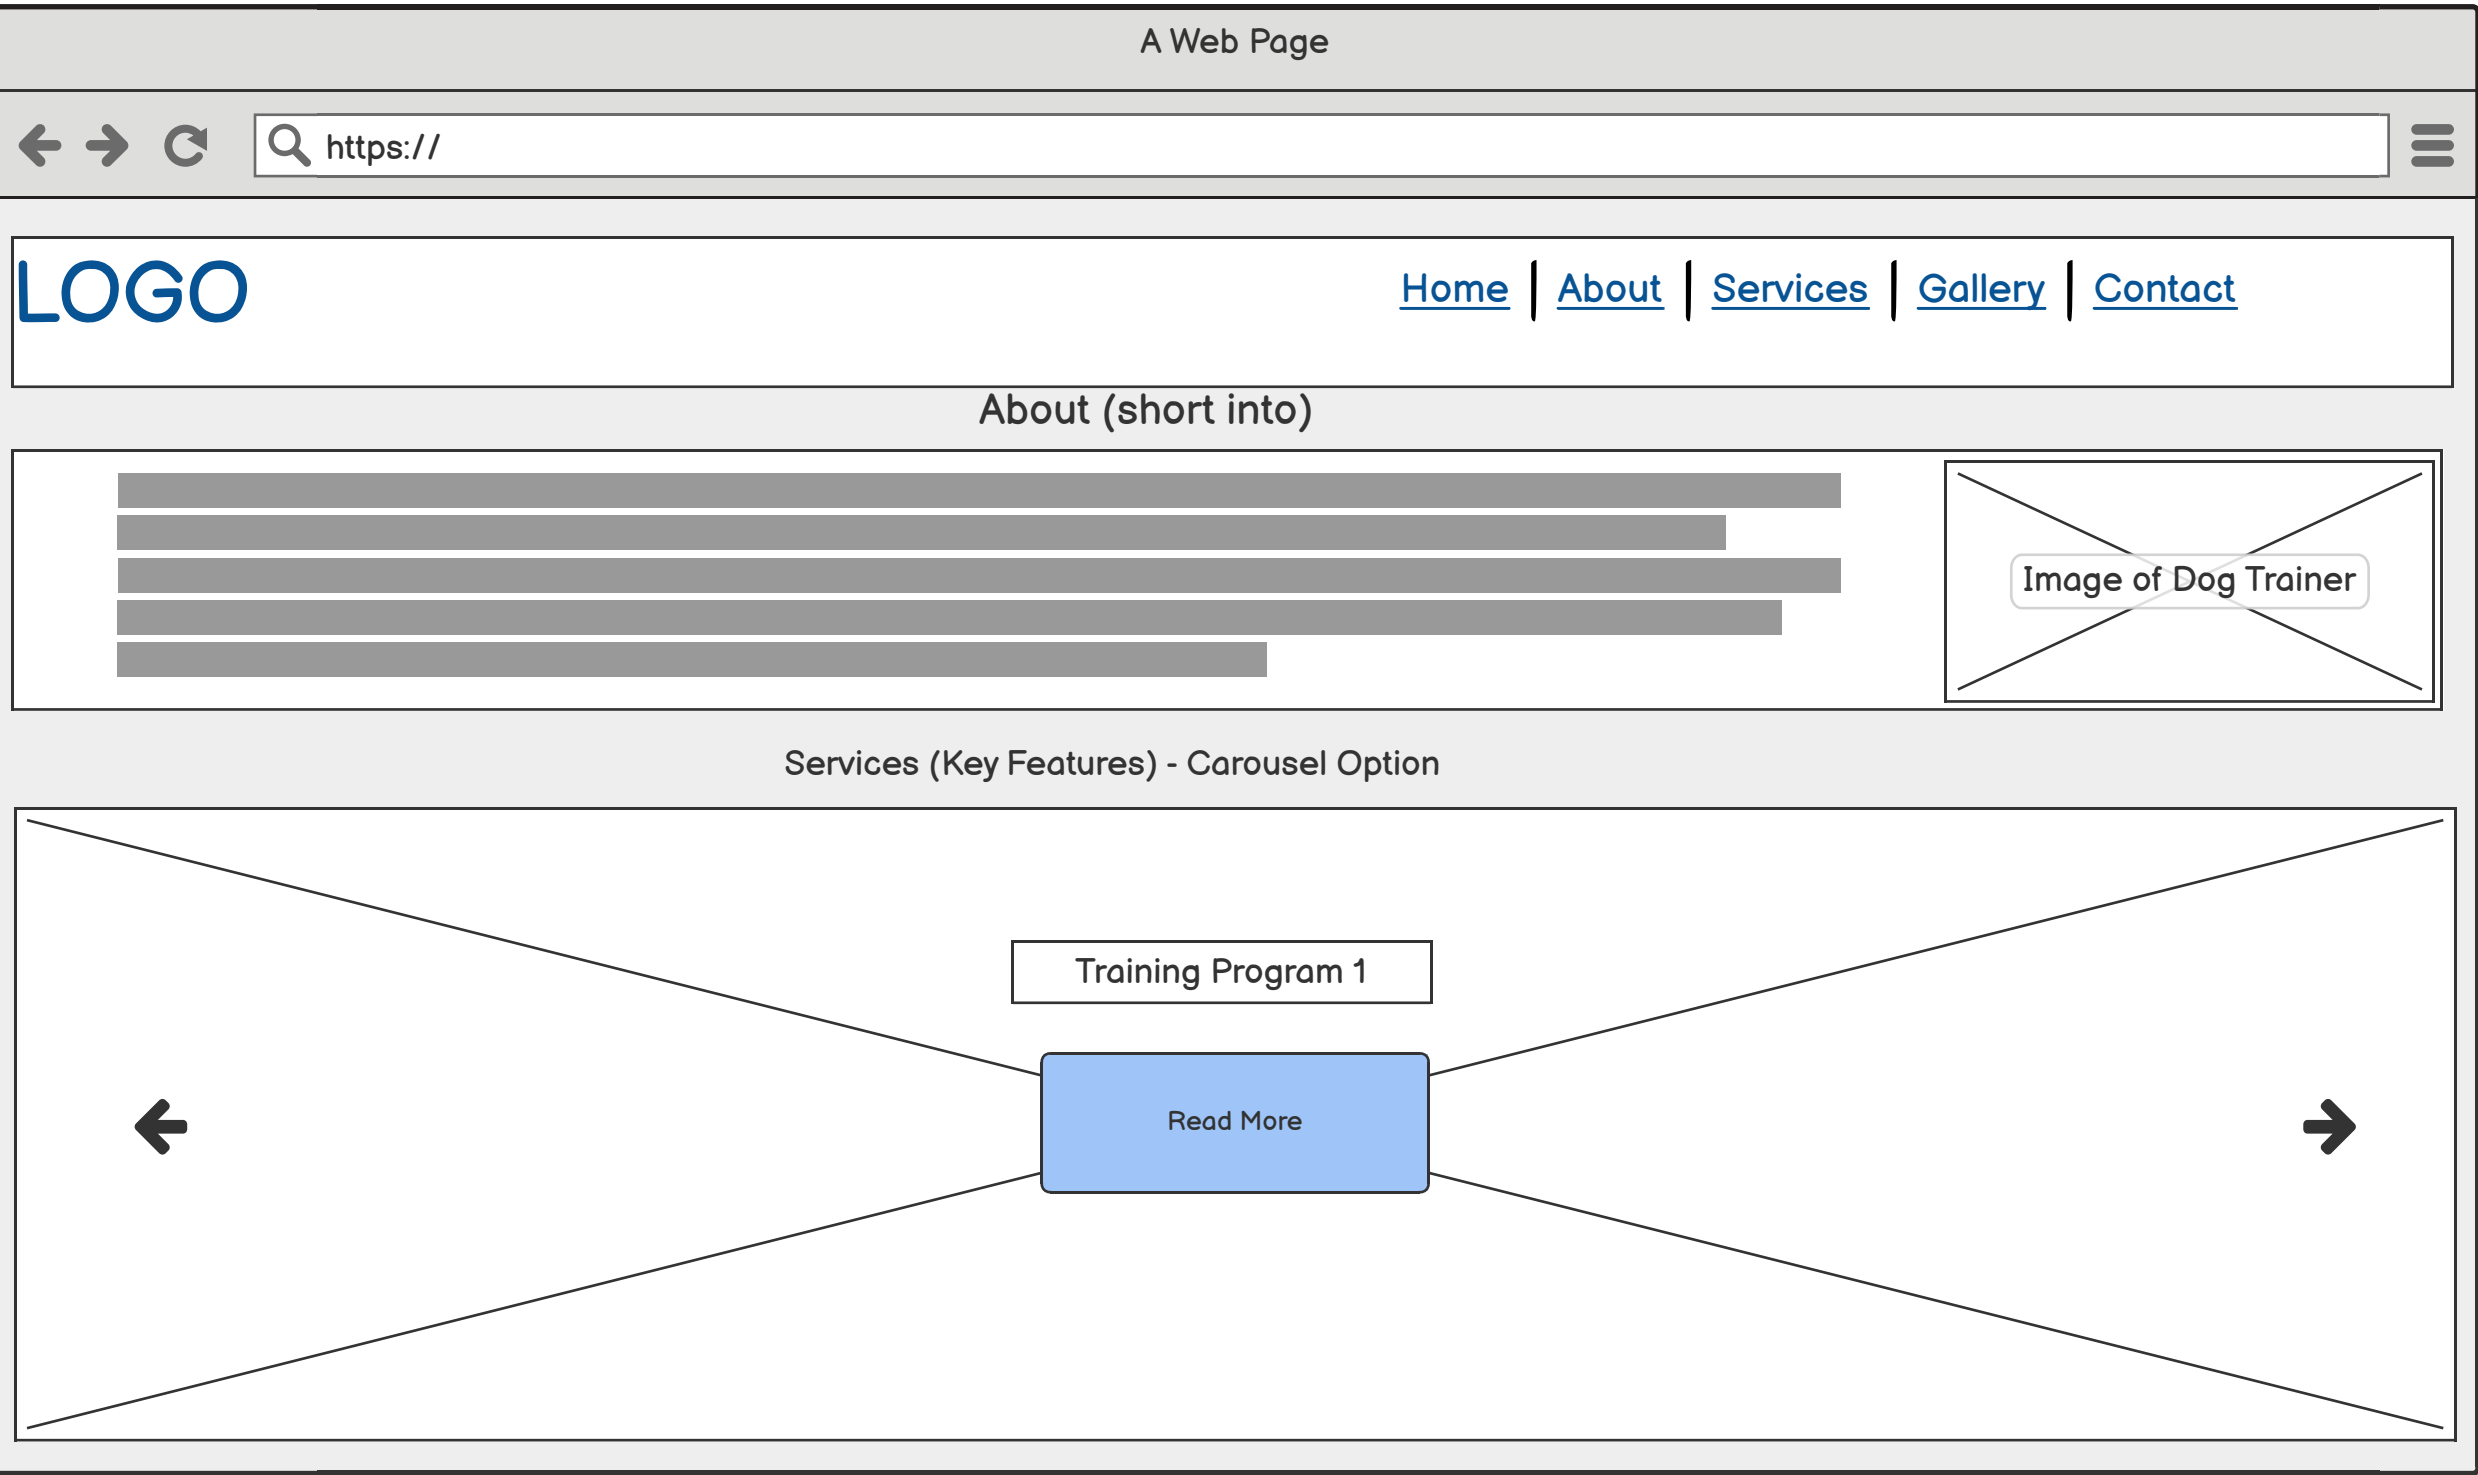 A Web Page
https://
LOGO
Home | About | Services | Gallery | Contact
About (short into)
Image of Dog Trainer
Services (Key Features) - Carousel Option
Training Program 1
Read More